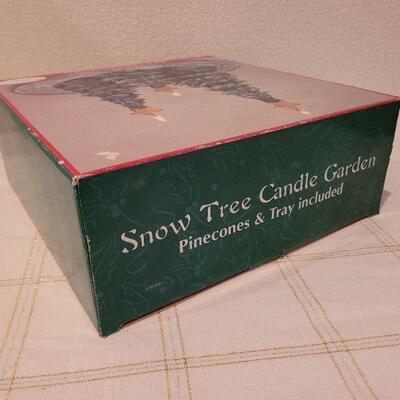 Snow Tree Candle Garden
Pinecones & Tray included